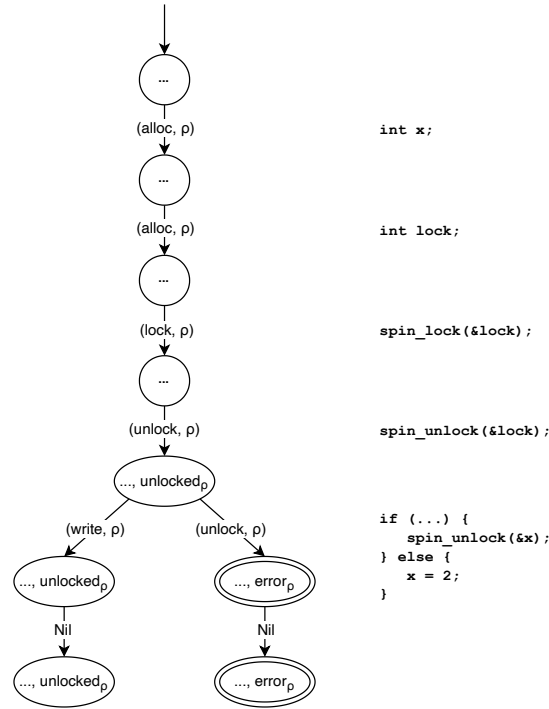 ...
(alloc, ρ) int x;
...
(alloc, ρ) int lock;
...
(lock, ρ) spin_lock(&lock);
...
(unlock, ρ) spin_unlock(&lock);
..., unlockedρ
(write, ρ) (unlock, ρ)
if (...) {
spin_unlock(&x);
} else {
x = 2;
}
..., unlockedρ ..., errorρ
Nil Nil
..., unlockedρ ..., errorρ